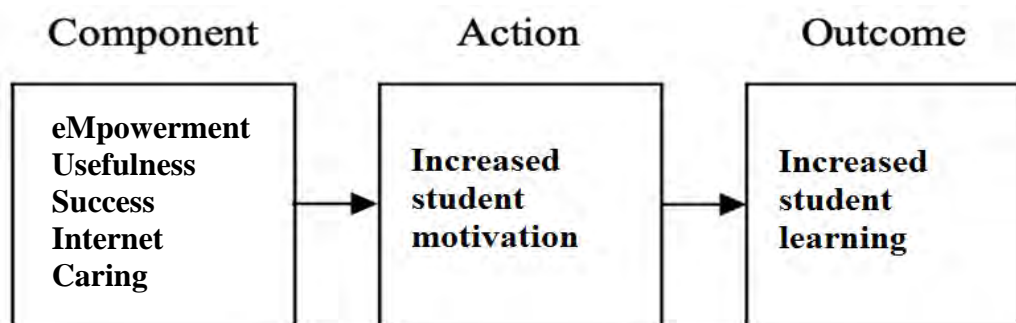 Component
Action
Outcome
eMpowerment
Usefulness
Success
Internet
Caring
Increased
student
motivation
Increased
student
learning